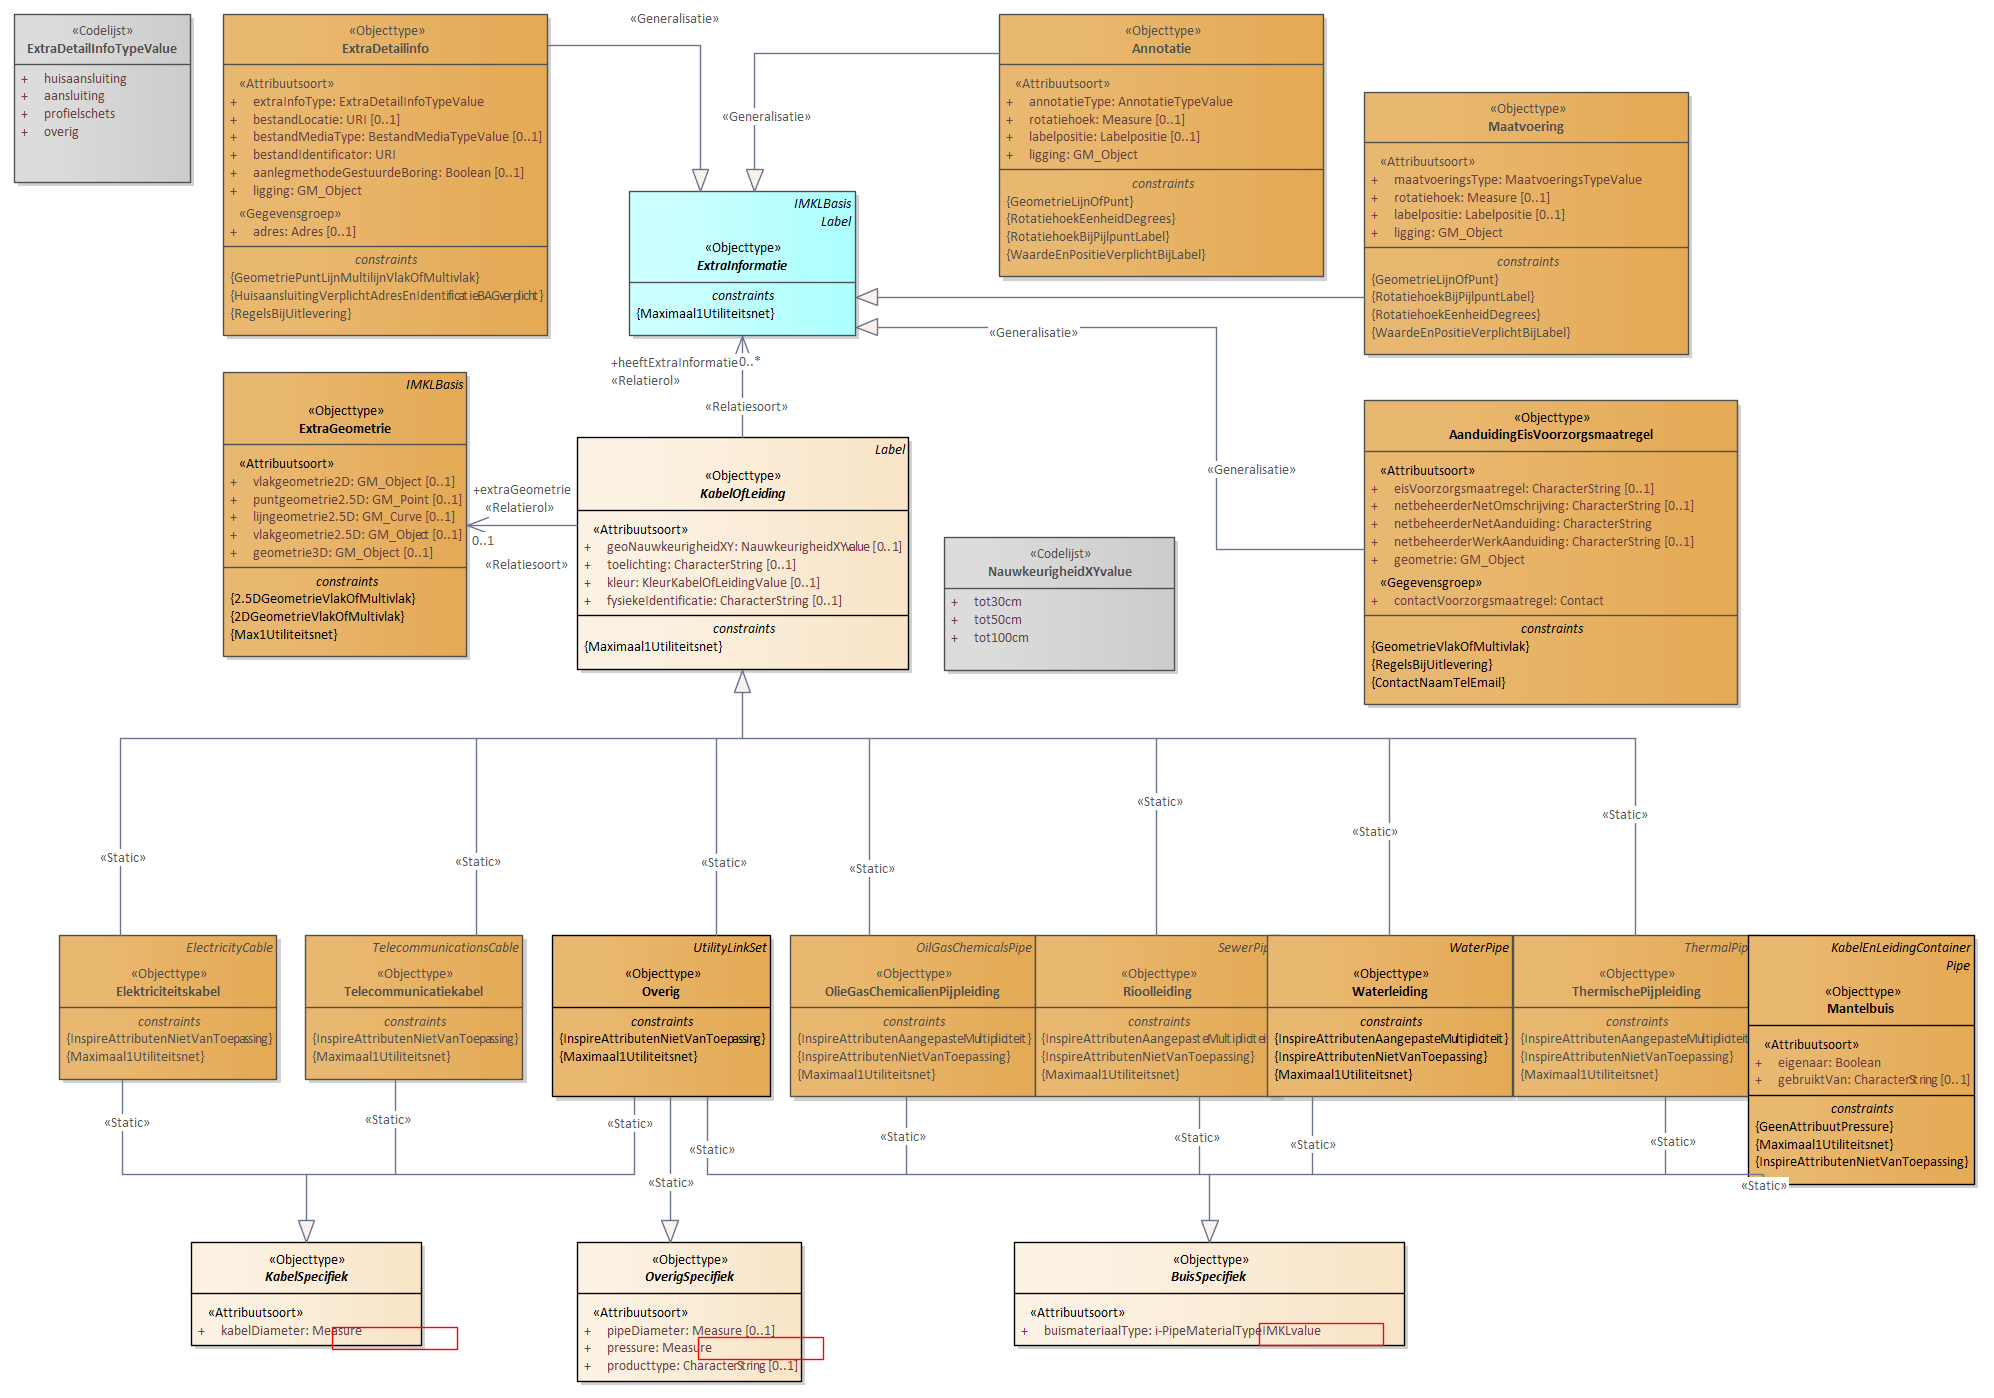 «Codelijst»
ExtraDetailInfoTypeValue
+ huisaansluiting
+ aansluiting
+ profielschets
+ overig
«Objecttype»
ExtraDetailinfo
«Attribuutsoort»
+ extraInfoType: ExtraDetailInfoTypeValue
+ bestandLocatie: URI [0..1]
+ bestandMediaType: BestandMediaTypeValue [0..1]
+ bestandIdentificator: URI
+ aanlegmethodeGestuurdeBoring: Boolean [0..1]
+ ligging: GM_Object
«Gegevensgroep»
+ adres: Adres [0..1]
constraints
{GeometriePuntLijnMultilijnVlakOfMultivlak}
{HuisaansluitingVerplichtAdresEnIdentificatieBAGverplicht}
{RegelsBijUitlevering}
«Generalisatie»
«Generalisatie»
«Objecttype»
Annotatie
«Attribuutsoort»
+ annotatieType: AnnotatieTypeValue
+ rotatiehoek: Measure [0..1]
+ labelpositie: Labelpositie [0..1]
+ ligging: GM_Object
constraints
{GeometrieLijnOfPunt}
{RotatiehoekEenheidDegrees}
{RotatiehoekBijPijlpuntLabel}
{WaardeEnPositieVerplichtBijLabel}
«Objecttype»
Maatvoering
«Attribuutsoort»
+ maatvoeringsType: MaatvoeringsTypeValue
+ rotatiehoek: Measure [0..1]
+ labelpositie: Labelpositie [0..1]
+ ligging: GM_Object
constraints
{GeometrieLijnOfPunt}
{RotatiehoekBijPijlpuntLabel}
{RotatiehoekEenheidDegrees}
{WaardeEnPositieVerplichtBijLabel}
IMKLBasis
Label
«Objecttype»
ExtraInformatie
constraints
{Maximaal1Utiliteitsnet}
«Generalisatie»
+heeftExtraInformatie 0..*
«Relatierol»
«Relatiesoort»
IMKLBasis
«Objecttype»
ExtraGeometrie
«Attribuutsoort»
+ vlakgeometrie2D: GM_Object [0..1]
+ puntgeometrie2.5D: GM_Point [0..1]
+ lijngeometrie2.5D: GM_Curve [0..1]
+ vlakgeometrie2.5D: GM_Object [0..1]
+ geometrie3D: GM_Object [0..1]
constraints
{2.5DGeometrieVlakOfMultivlak}
{2DGeometrieVlakOfMultivlak}
{Max1Utiliteitsnet}
+extraGeometrie
«Relatierol»
0..1
«Relatiesoort»
Label
«Objecttype»
KabelOfLeiding
«Attribuutsoort»
+ geoNauwkeurigheidXY: NauwkeurigheidXYvalue [0..1]
+ toelichting: CharacterString [0..1]
+ kleur: KleurKabelOfLeidingValue [0..1]
+ fysiekeIdentificatie: CharacterString [0..1]
constraints
{Maximaal1Utiliteitsnet}
«Codelijst»
NauwkeurigheidXYvalue
+ tot30cm
+ tot50cm
+ tot100cm
«Generalisatie»
«Objecttype»
AanduidingEisVoorzorgsmaatregel
«Attribuutsoort»
+ eisVoorzorgsmaatregel: CharacterString [0..1]
+ netbeheerderNetOmschrijving: CharacterString [0..1]
+ netbeheerderNetAanduiding: CharacterString
+ netbeheerderWerkAanduiding: CharacterString [0..1]
+ geometrie: GM_Object
«Gegevensgroep»
+ contactVoorzorgsmaatregel: Contact
constraints
{GeometrieVlakOfMultivlak}
{RegelsBijUitlevering}
{ContactNaamTelEmail}
«Static»
«Static»
«Static»
«Static»
«Static»
«Static»
«Static»
ElectricityCable
«Objecttype»
Elektriciteitskabel
constraints
{InspireAttributenNietVanToepassing}
{Maximaal1Utiliteitsnet}
TelecommunicationsCable
«Objecttype»
Telecommunicatiekabel
constraints
{InspireAttributenNietVanToepassing}
{Maximaal1Utiliteitsnet}
UtilityLinkSet
«Objecttype»
Overig
constraints
{InspireAttributenNietVanToepassing}
{Maximaal1Utiliteitsnet}
OilGasChemicalsPipe
«Objecttype»
OlieGasChemicalienPijpleiding
constraints
{InspireAttributenAangepasteMultipliciteit}
{InspireAttributenNietVanToepassing}
{Maximaal1Utiliteitsnet}
SewerPip
«Objecttype»
Rioolleiding
constraints
{InspireAttributenAangepasteMultipliciteit
{InspireAttributenNietVanToepassing}
{Maximaal1Utiliteitsnet}
WaterPipe
«Objecttype»
Waterleiding
constraints
{InspireAttributenAangepasteMultipliciteit}
{InspireAttributenNietVanToepassing}
{Maximaal1Utiliteitsnet}
ThermalPip
«Objecttype»
ThermischePijpleiding
constraints
{InspireAttributenAangepasteMultipliciteit
{InspireAttributenNietVanToepassing}
{Maximaal1Utiliteitsnet}
KabelEnLeidingContainer
Pipe
«Objecttype»
Mantelbuis
«Attribuutsoort»
+ eigenaar: Boolean
+ gebruiktVan: CharacterString [0..1]
constraints
{GeenAttribuutPressure}
{Maximaal1Utiliteitsnet}
{InspireAttributenNietVanToepassing}
«Static»
«Static»
«Static»
«Static»
«Static»
«Static»
«Static»
«Static»
«Static»
«Static»
«Objecttype»
KabelSpecifiek
«Attribuutsoort»
+ kabelDiameter: Measure
«Objecttype»
OverigSpecifiek
«Attribuutsoort»
+ pipeDiameter: Measure [0..1]
+ pressure: Measure
+ producttype: CharacterString [0..1]
«Objecttype»
BuisSpecifiek
«Attribuutsoort»
+ buismateriaalType: i-PipeMaterialTypeIMKLvalue